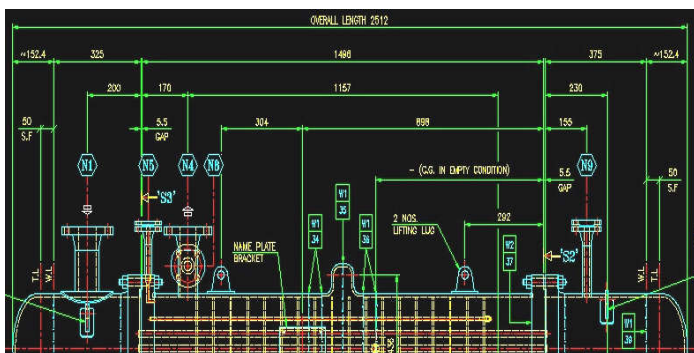 OVERALL LENGTH 2512
~152.4 325 1496 375 ~152.4
200 170 1157 230
50 5.5 304 898 155 50
S.F GAP S.F
- (C.G. IN EMPTY CONDITION) 5.5
GAP
N1 N5 N4 N8 N9
'S3'
W1
35
2 NOS.
LIFTING LUG
292
W1
34
W1
36
W2
37
'S2'
NAME PLATE
BRACKET
T.L W.L W.L T.L
W1
39